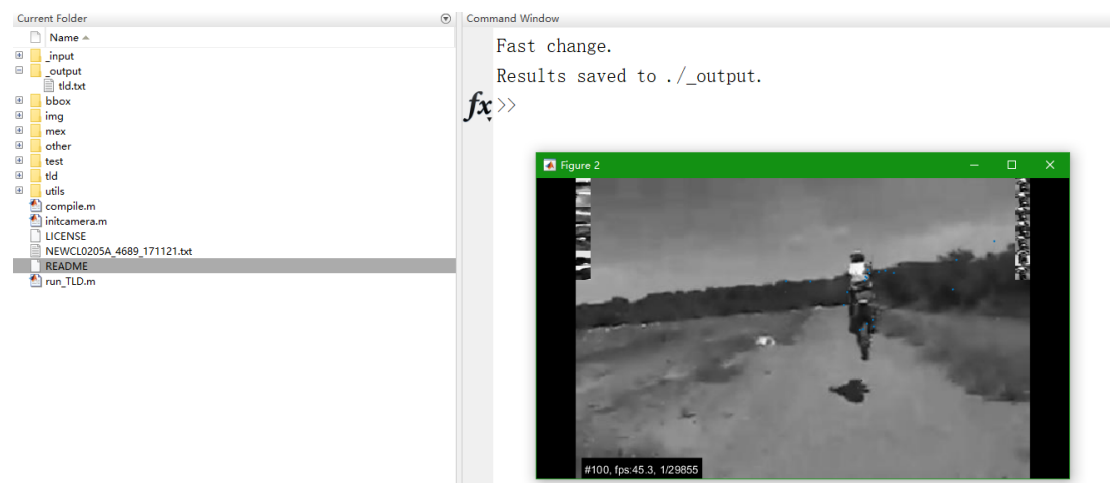 Current Folder
Name
_input
_output
tld.txt
bbox
img
mex
other
test
tld
utils
compile.m
initcamera.m
LICENSE
NEWCL0205A_4689_171121.txt
README
run_TLD.m
Command Window
Fast change.
Results saved to ./_output.
fx >>
Figure 2
#100, fps:45.3, 1/29855